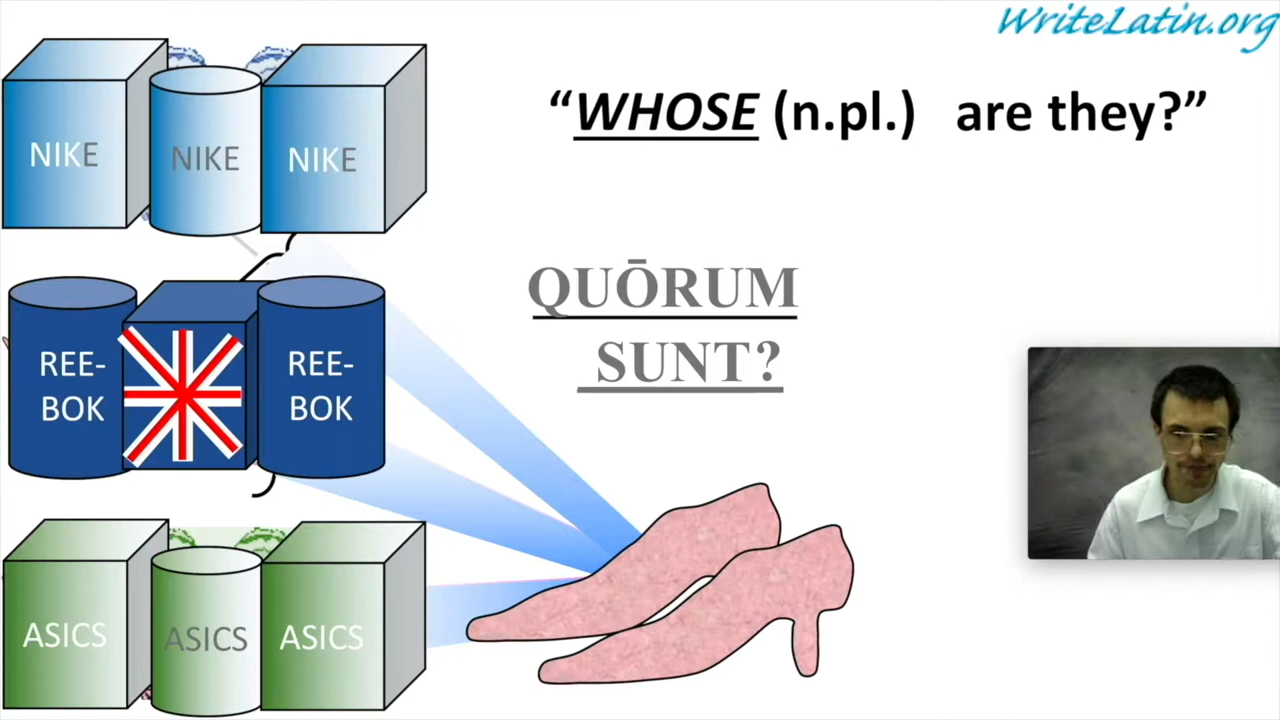 WriteLatin.org
“WHOSE (n.pl.) are they?”
NIKE
NIKE
NIKE
QUŌRUM
SUNT?
REE-
BOK
REE-
BOK
ASICS
ASICS
ASICS